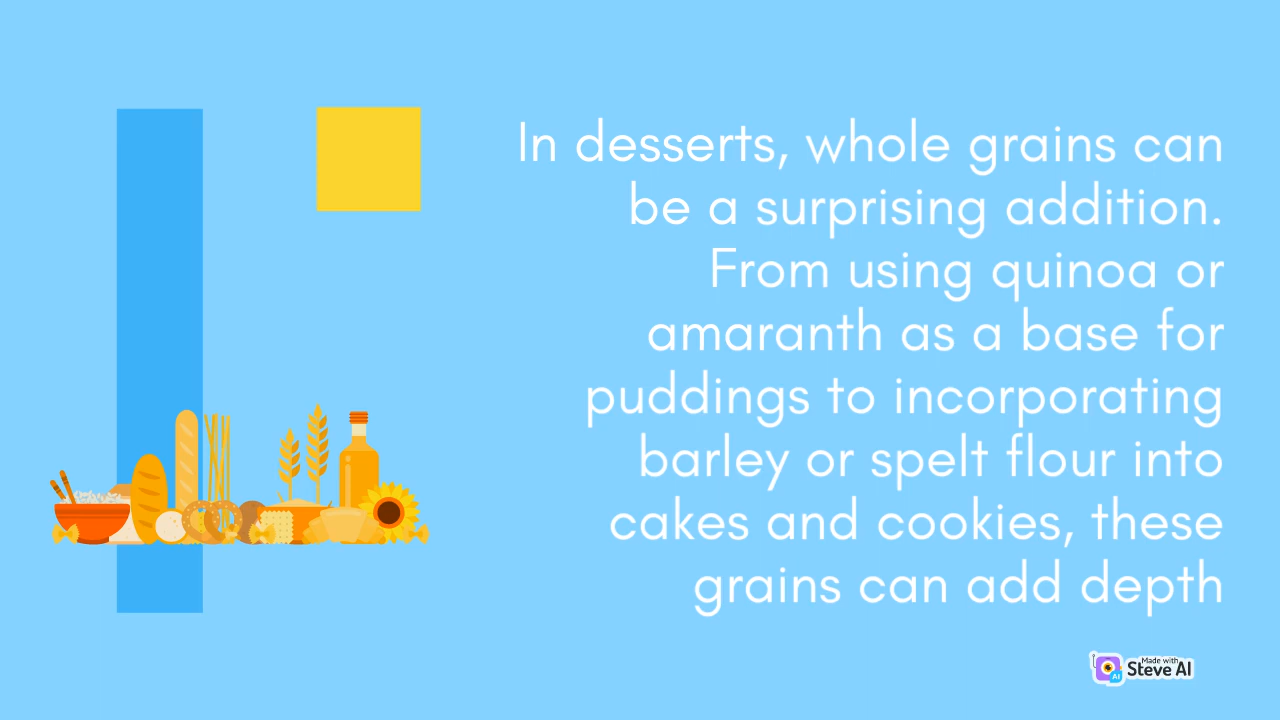 In desserts, whole grains can
be a surprising addition.
From using quinoa or
amaranth as a base for
puddings to incorporating
barley or spelt flour into
cakes and cookies, these
grains can add depth
Made with
Steve AI
AI